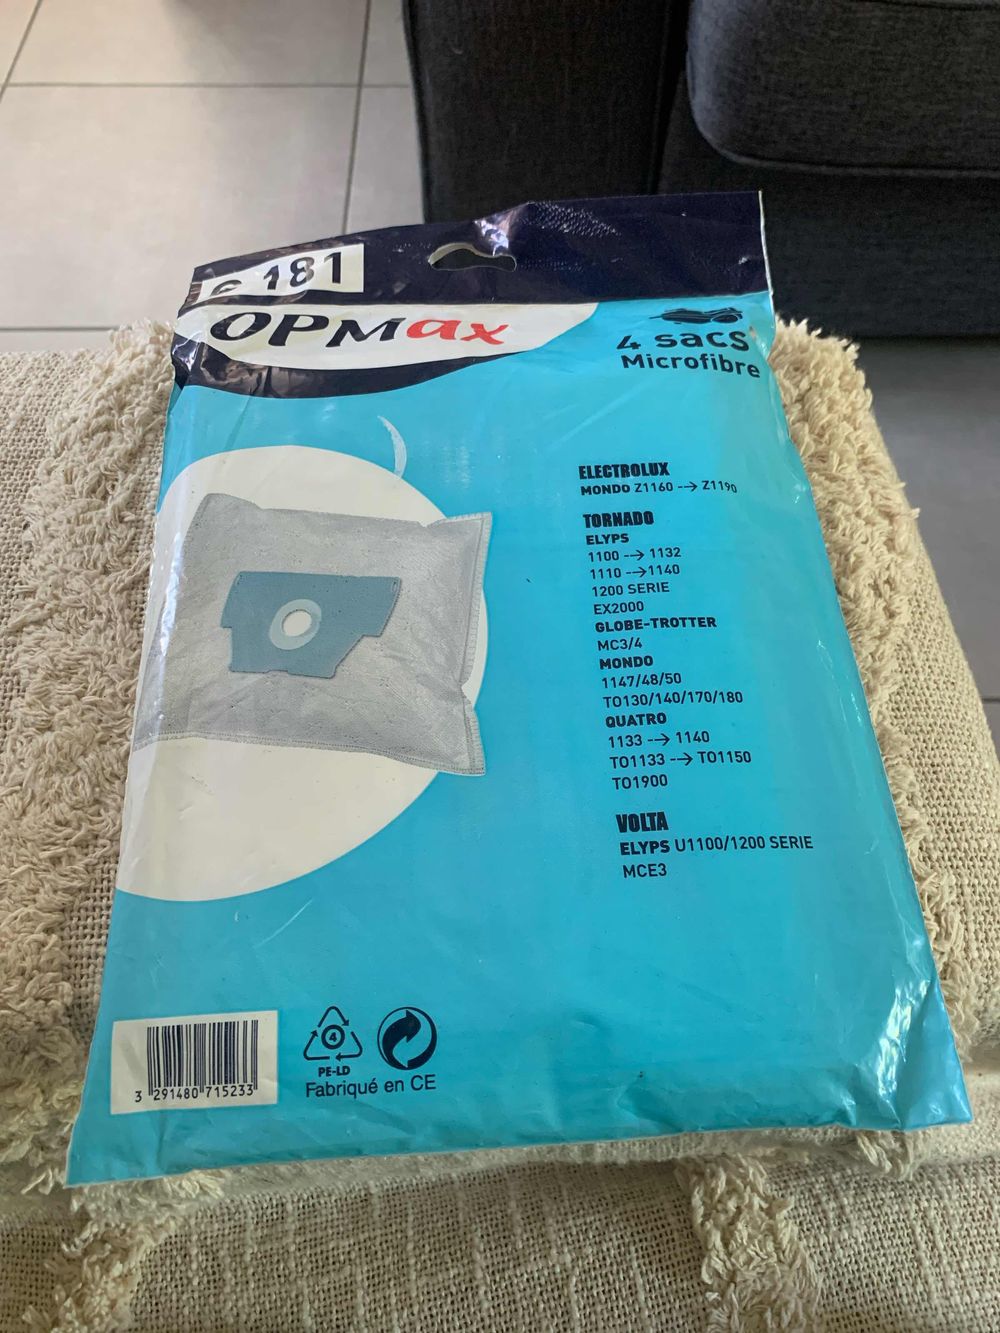 181
OPMax
4 sacs
Microfibre
ELECTROLUX
MONDO Z1160 --> Z1190
TORNADO
ELYPS
1100 --> 1132
1110 --> 1140
1200 SERIE
EX2000
GLOBE-TROTTER
MC3/4
MONDO
1147/48/50
TO130/140/170/180
QUATRO
1133 --> 1140
TO1133 --> TO1150
TO1900
VOLTA
ELYPS U1100/1200 SERIE
MCE3
4
PE-LD
Fabriqué en CE
3 291480 715233